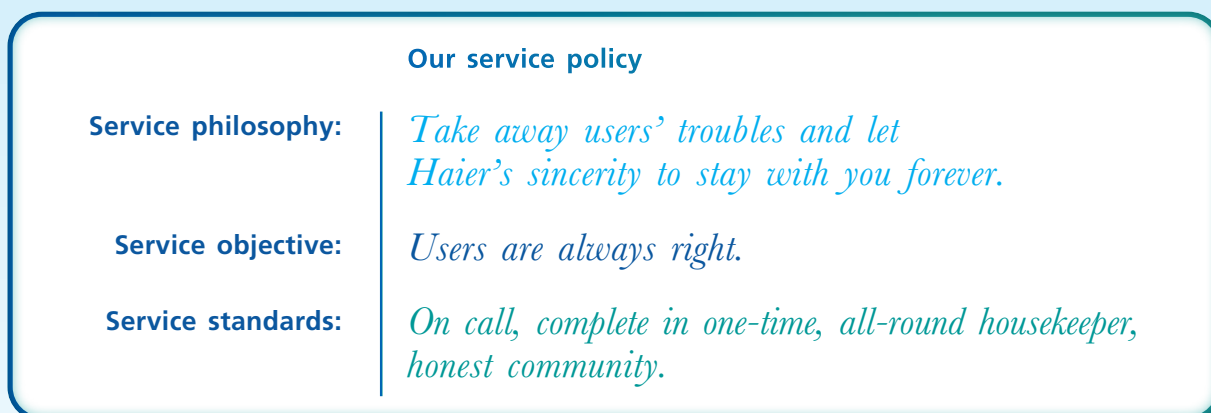 Our service policy
Service philosophy:
Take away users’ troubles and let
Haier’s sincerity to stay with you forever.
Service objective:
Users are always right.
Service standards:
On call, complete in one-time, all-round housekeeper,
honest community.